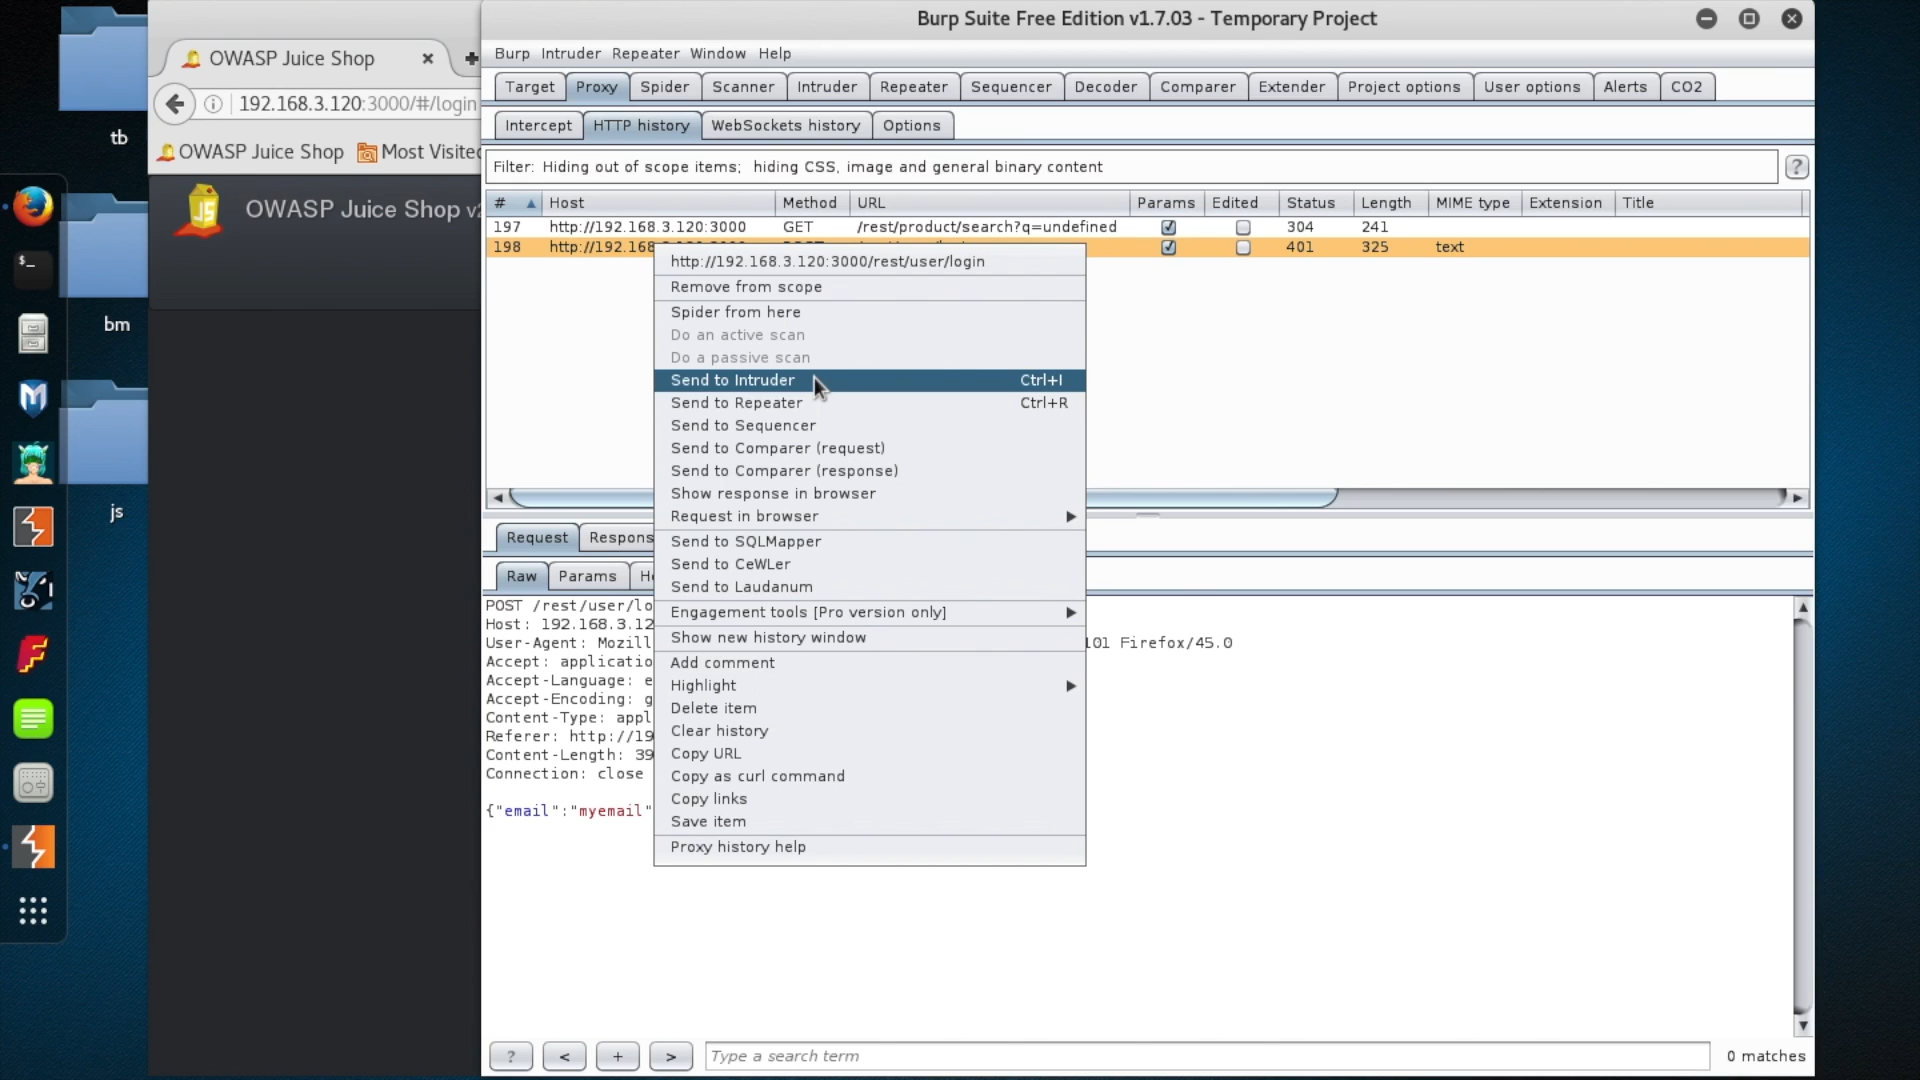 tb
bm
js
OWASP Juice Shop
192.168.3.120:3000/#/login
OWASP Juice Shop
Most Visited
OWASP Juice Shop
Burp Suite Free Edition v1.7.03 - Temporary Project
Burp Intruder Repeater Window Help
Target Proxy Spider Scanner Intruder Repeater Sequencer Decoder Comparer Extender Project options User options Alerts CO2
Intercept HTTP history WebSockets history Options
Filter: Hiding out of scope items; hiding CSS, image and general binary content
?
# Host Method URL Params Edited Status Length MIME type Extension Title
197 http://192.168.3.120:3000 GET /rest/product/search?q=undefined 304 241
198 http://192.168.3.120:3000 401 325 text
http://192.168.3.120:3000/rest/user/login
Remove from scope
Spider from here
Do an active scan
Do a passive scan
Send to Intruder Ctrl+I
Send to Repeater Ctrl+R
Send to Sequencer
Send to Comparer (request)
Send to Comparer (response)
Show response in browser
Request in browser
Send to SQLMapper
Send to CeWLer
Send to Laudanum
Engagement tools [Pro version only]
Show new history window
Add comment
Highlight
Delete item
Clear history
Copy URL
Copy as curl command
Copy links
Save item
Proxy history help
Request Respons
Raw Params
POST /rest/user/lo
Host: 192.168.3.12
User-Agent: Mozill 101 Firefox/45.0
Accept: applicatio
Accept-Language: e
Accept-Encoding: g
Content-Type: appl
Referer: http://19
Content-Length: 39
Connection: close
{"email":"myemail"
? < + > Type a search term 0 matches